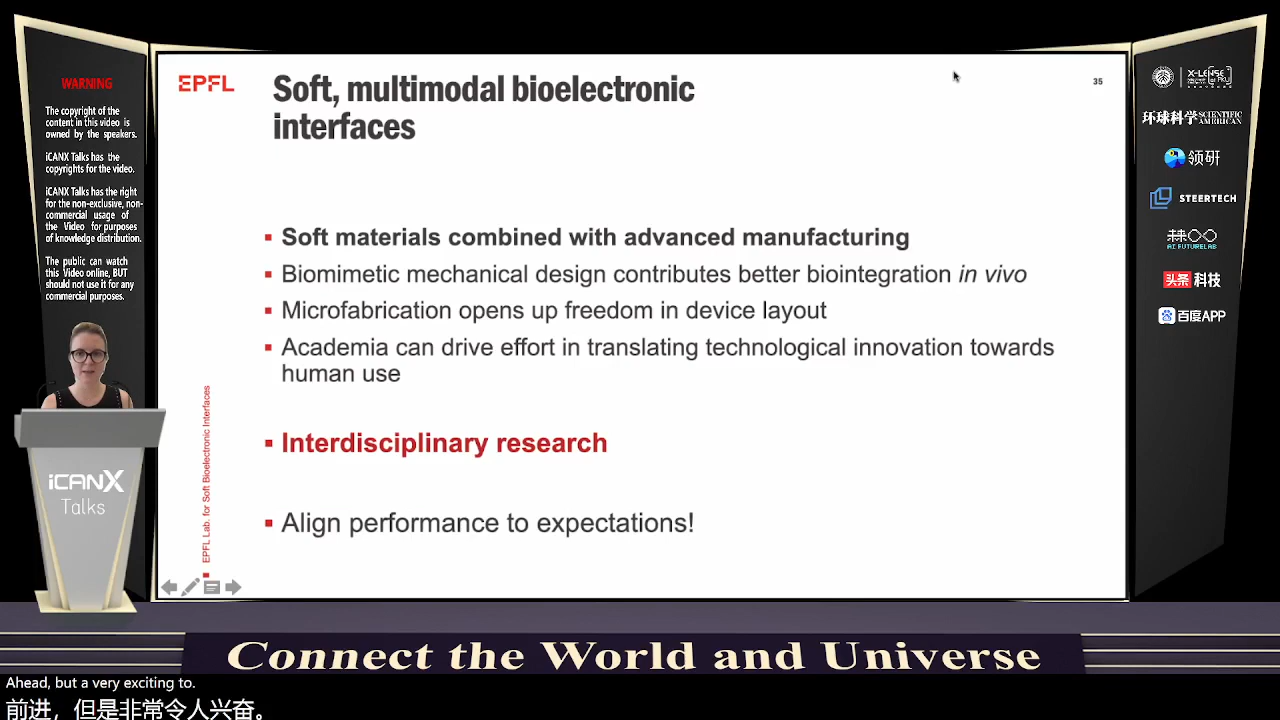 WARNING
The copyright of the
content in this video is
owned by the speakers.
iCANX Talks has the
copyrights for the video.
iCANX Talks has the right
for the non-exclusive, non-
commercial usage of
the Video for purposes
of knowledge distribution.
The public can watch
this Video online, BUT
should not use it for any
commercial purposes.
iCANX
Talks
EPFL
Soft, multimodal bioelectronic
interfaces
35
▪ Soft materials combined with advanced manufacturing
▪ Biomimetic mechanical design contributes better biointegration in vivo
▪ Microfabrication opens up freedom in device layout
▪ Academia can drive effort in translating technological innovation towards
human use
▪ Interdisciplinary research
▪ Align performance to expectations!
▪ EPFL Lab. for Soft Bioelectronic Interfaces
环球科学 SCIENTIFIC AMERICAN
领研
STEERTECH
AI FUTURELAB
头条 科技
百度APP
Connect the World and Universe
Ahead, but a very exciting to.
前进，但是非常令人兴奋。